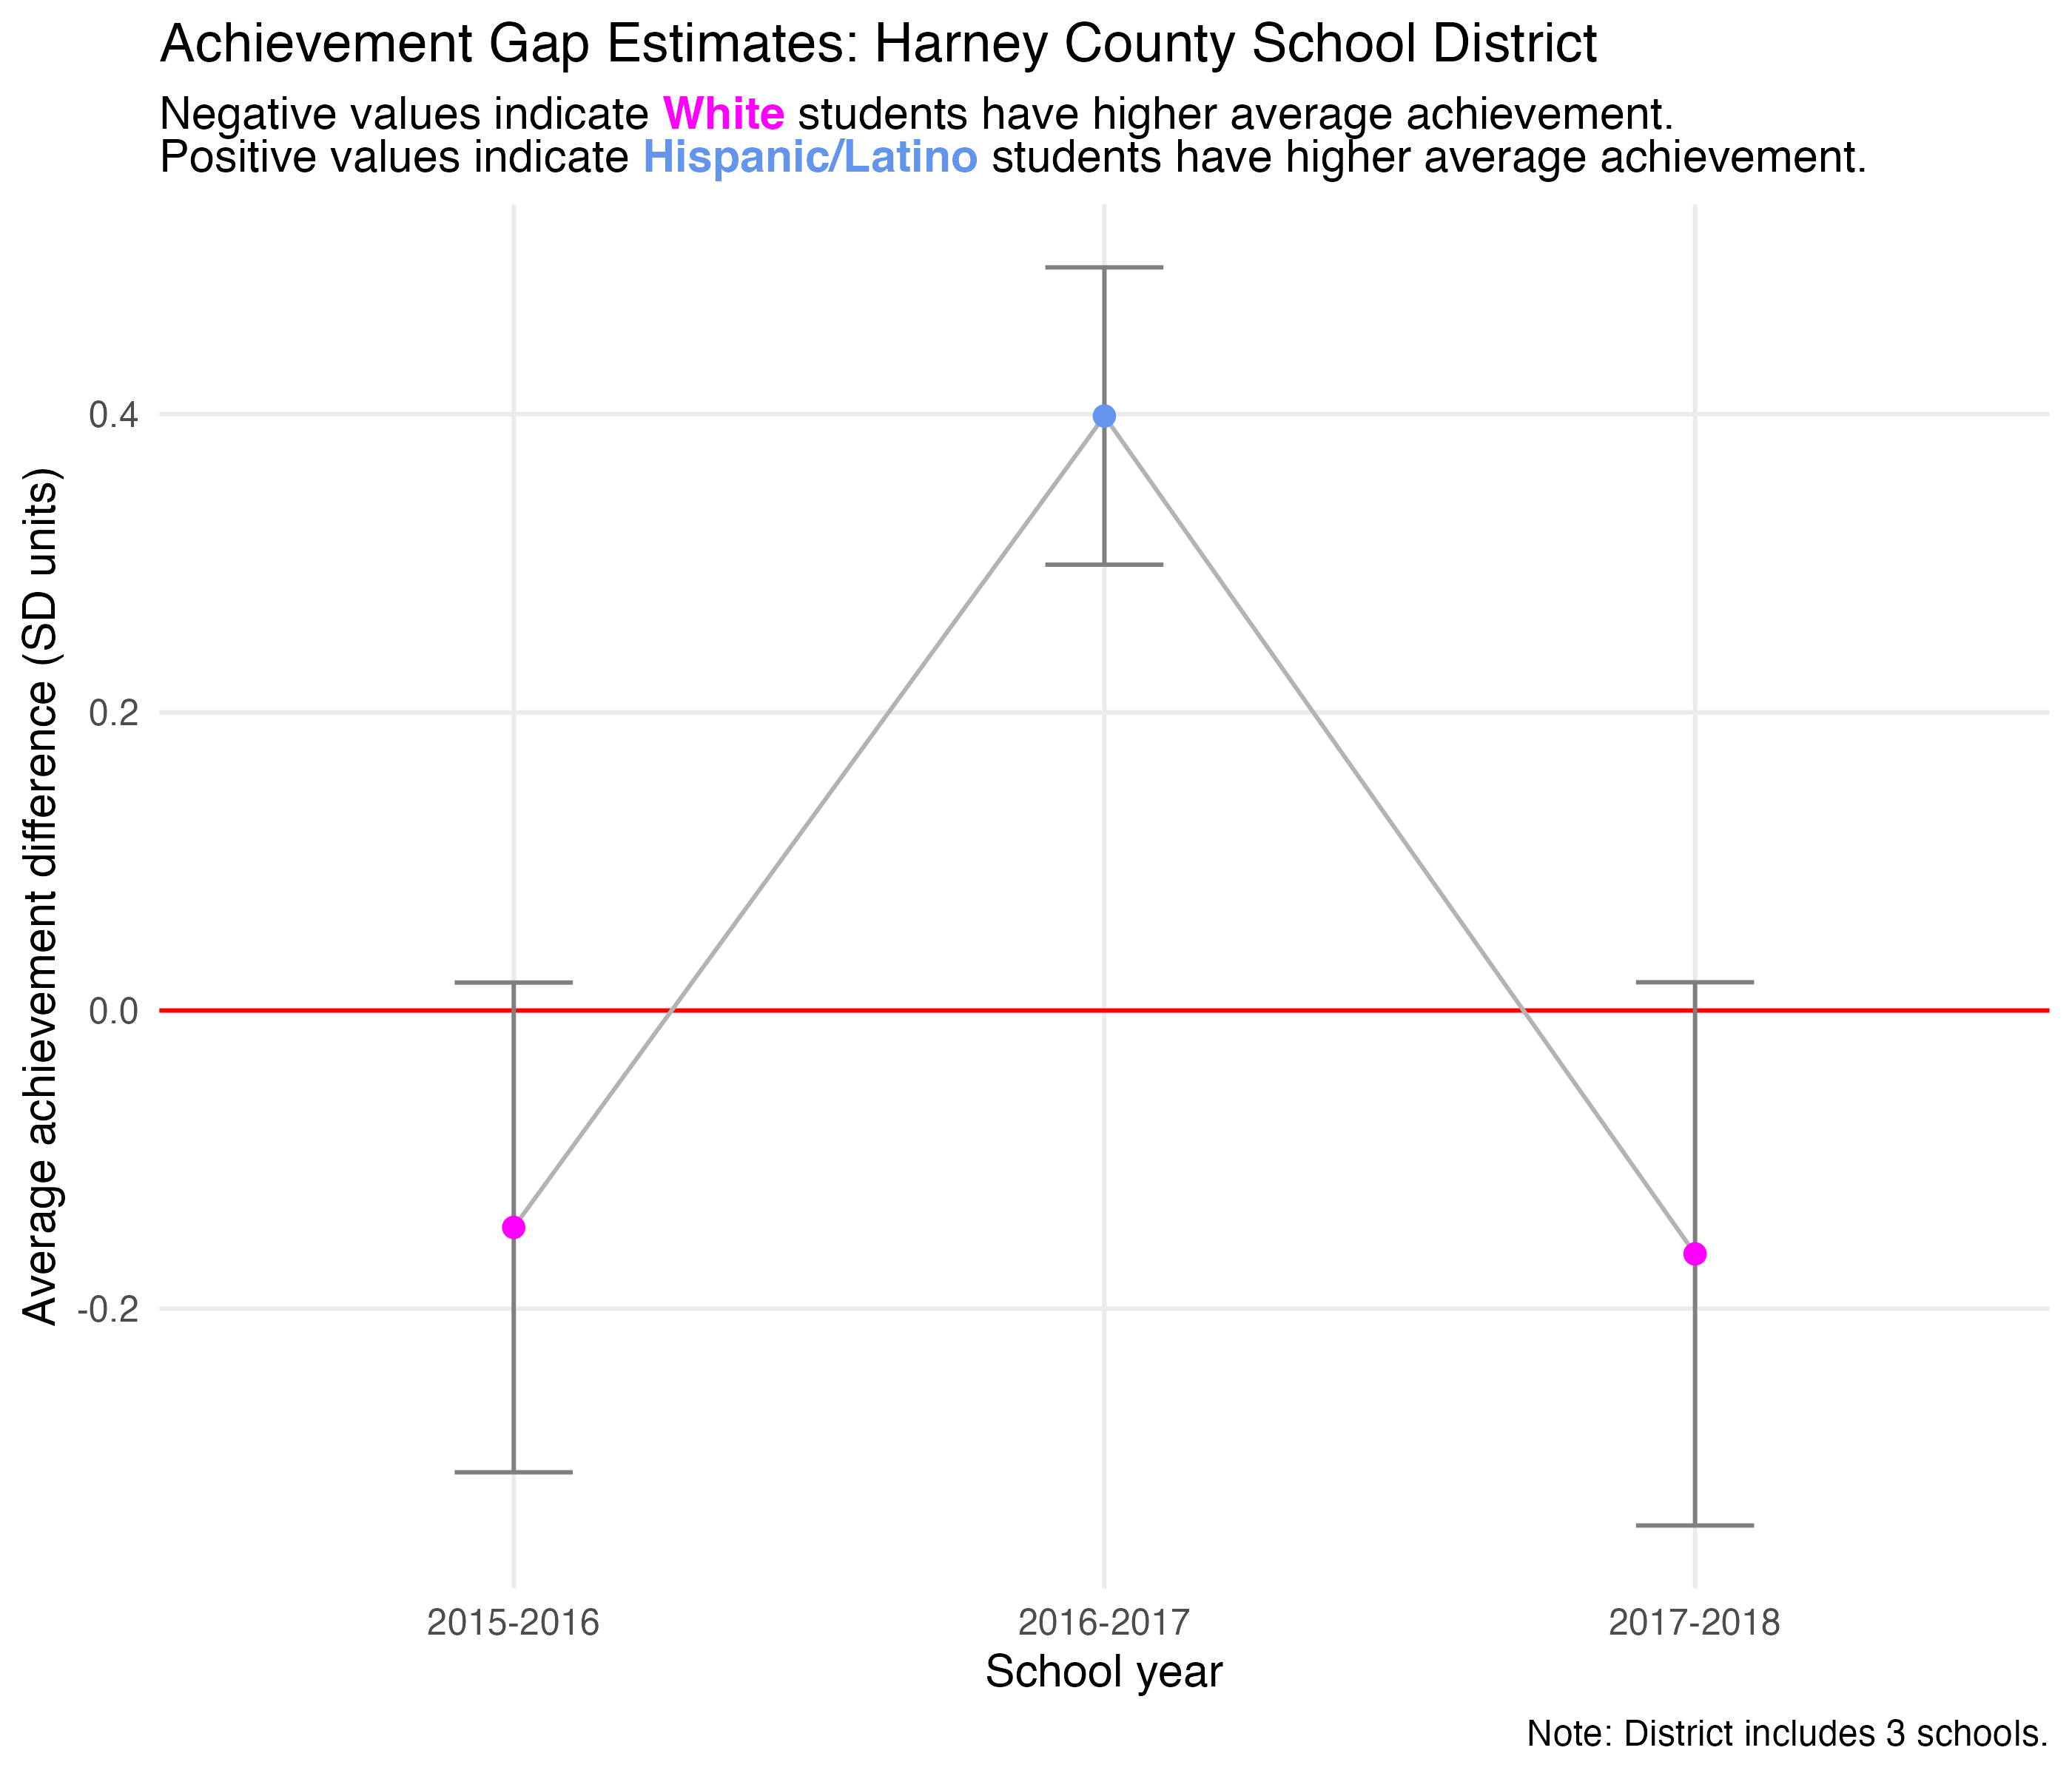 Achievement Gap Estimates: Harney County School District
Negative values indicate White students have higher average achievement.
Positive values indicate Hispanic/Latino students have higher average achievement.
Average achievement difference (SD units)
0.4
0.2
0.0
-0.2
2015-2016
2016-2017
2017-2018
School year
Note: District includes 3 schools.